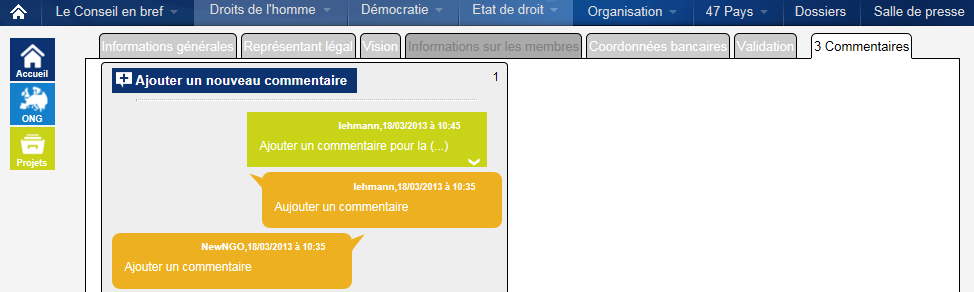 Le Conseil en bref Droits de l'homme Démocratie Etat de droit Organisation 47 Pays Dossiers Salle de presse
Informations générales Représentant légal Vision Informations sur les membres Coordonnées bancaires Validation 3 Commentaires
Accueil
ONG
Projets
Ajouter un nouveau commentaire 1
lehmann,18/03/2013 à 10:45
Ajouter un commentaire pour la (...)
lehmann,18/03/2013 à 10:35
Aujouter un commentaire
NewNGO,18/03/2013 à 10:35
Ajouter un commentaire